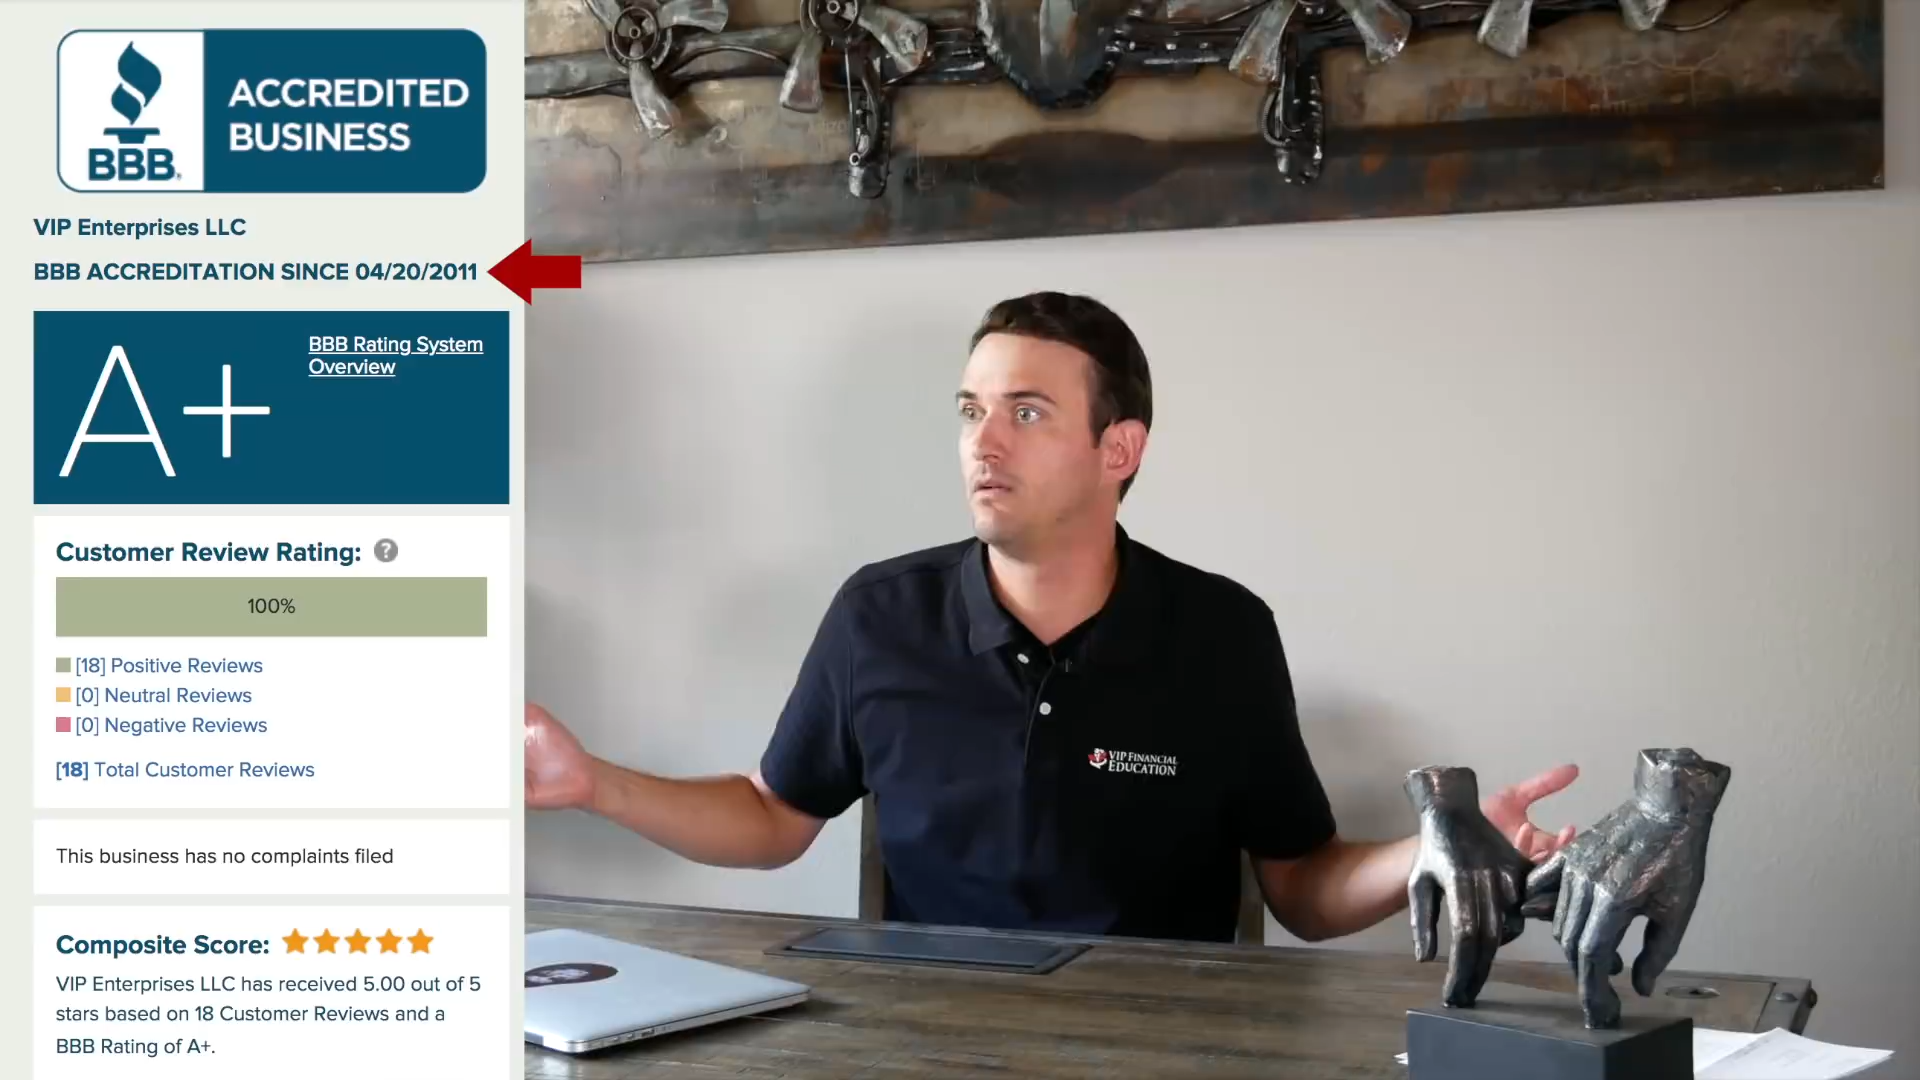 ACCREDITED
BUSINESS
BBB.
VIP Enterprises LLC
BBB ACCREDITATION SINCE 04/20/2011
A+
BBB Rating System
Overview
Customer Review Rating: ?
100%
[18] Positive Reviews
[0] Neutral Reviews
[0] Negative Reviews
[18] Total Customer Reviews
This business has no complaints filed
Composite Score:
VIP Enterprises LLC has received 5.00 out of 5
stars based on 18 Customer Reviews and a
BBB Rating of A+.
VIP FINANCIAL
EDUCATION